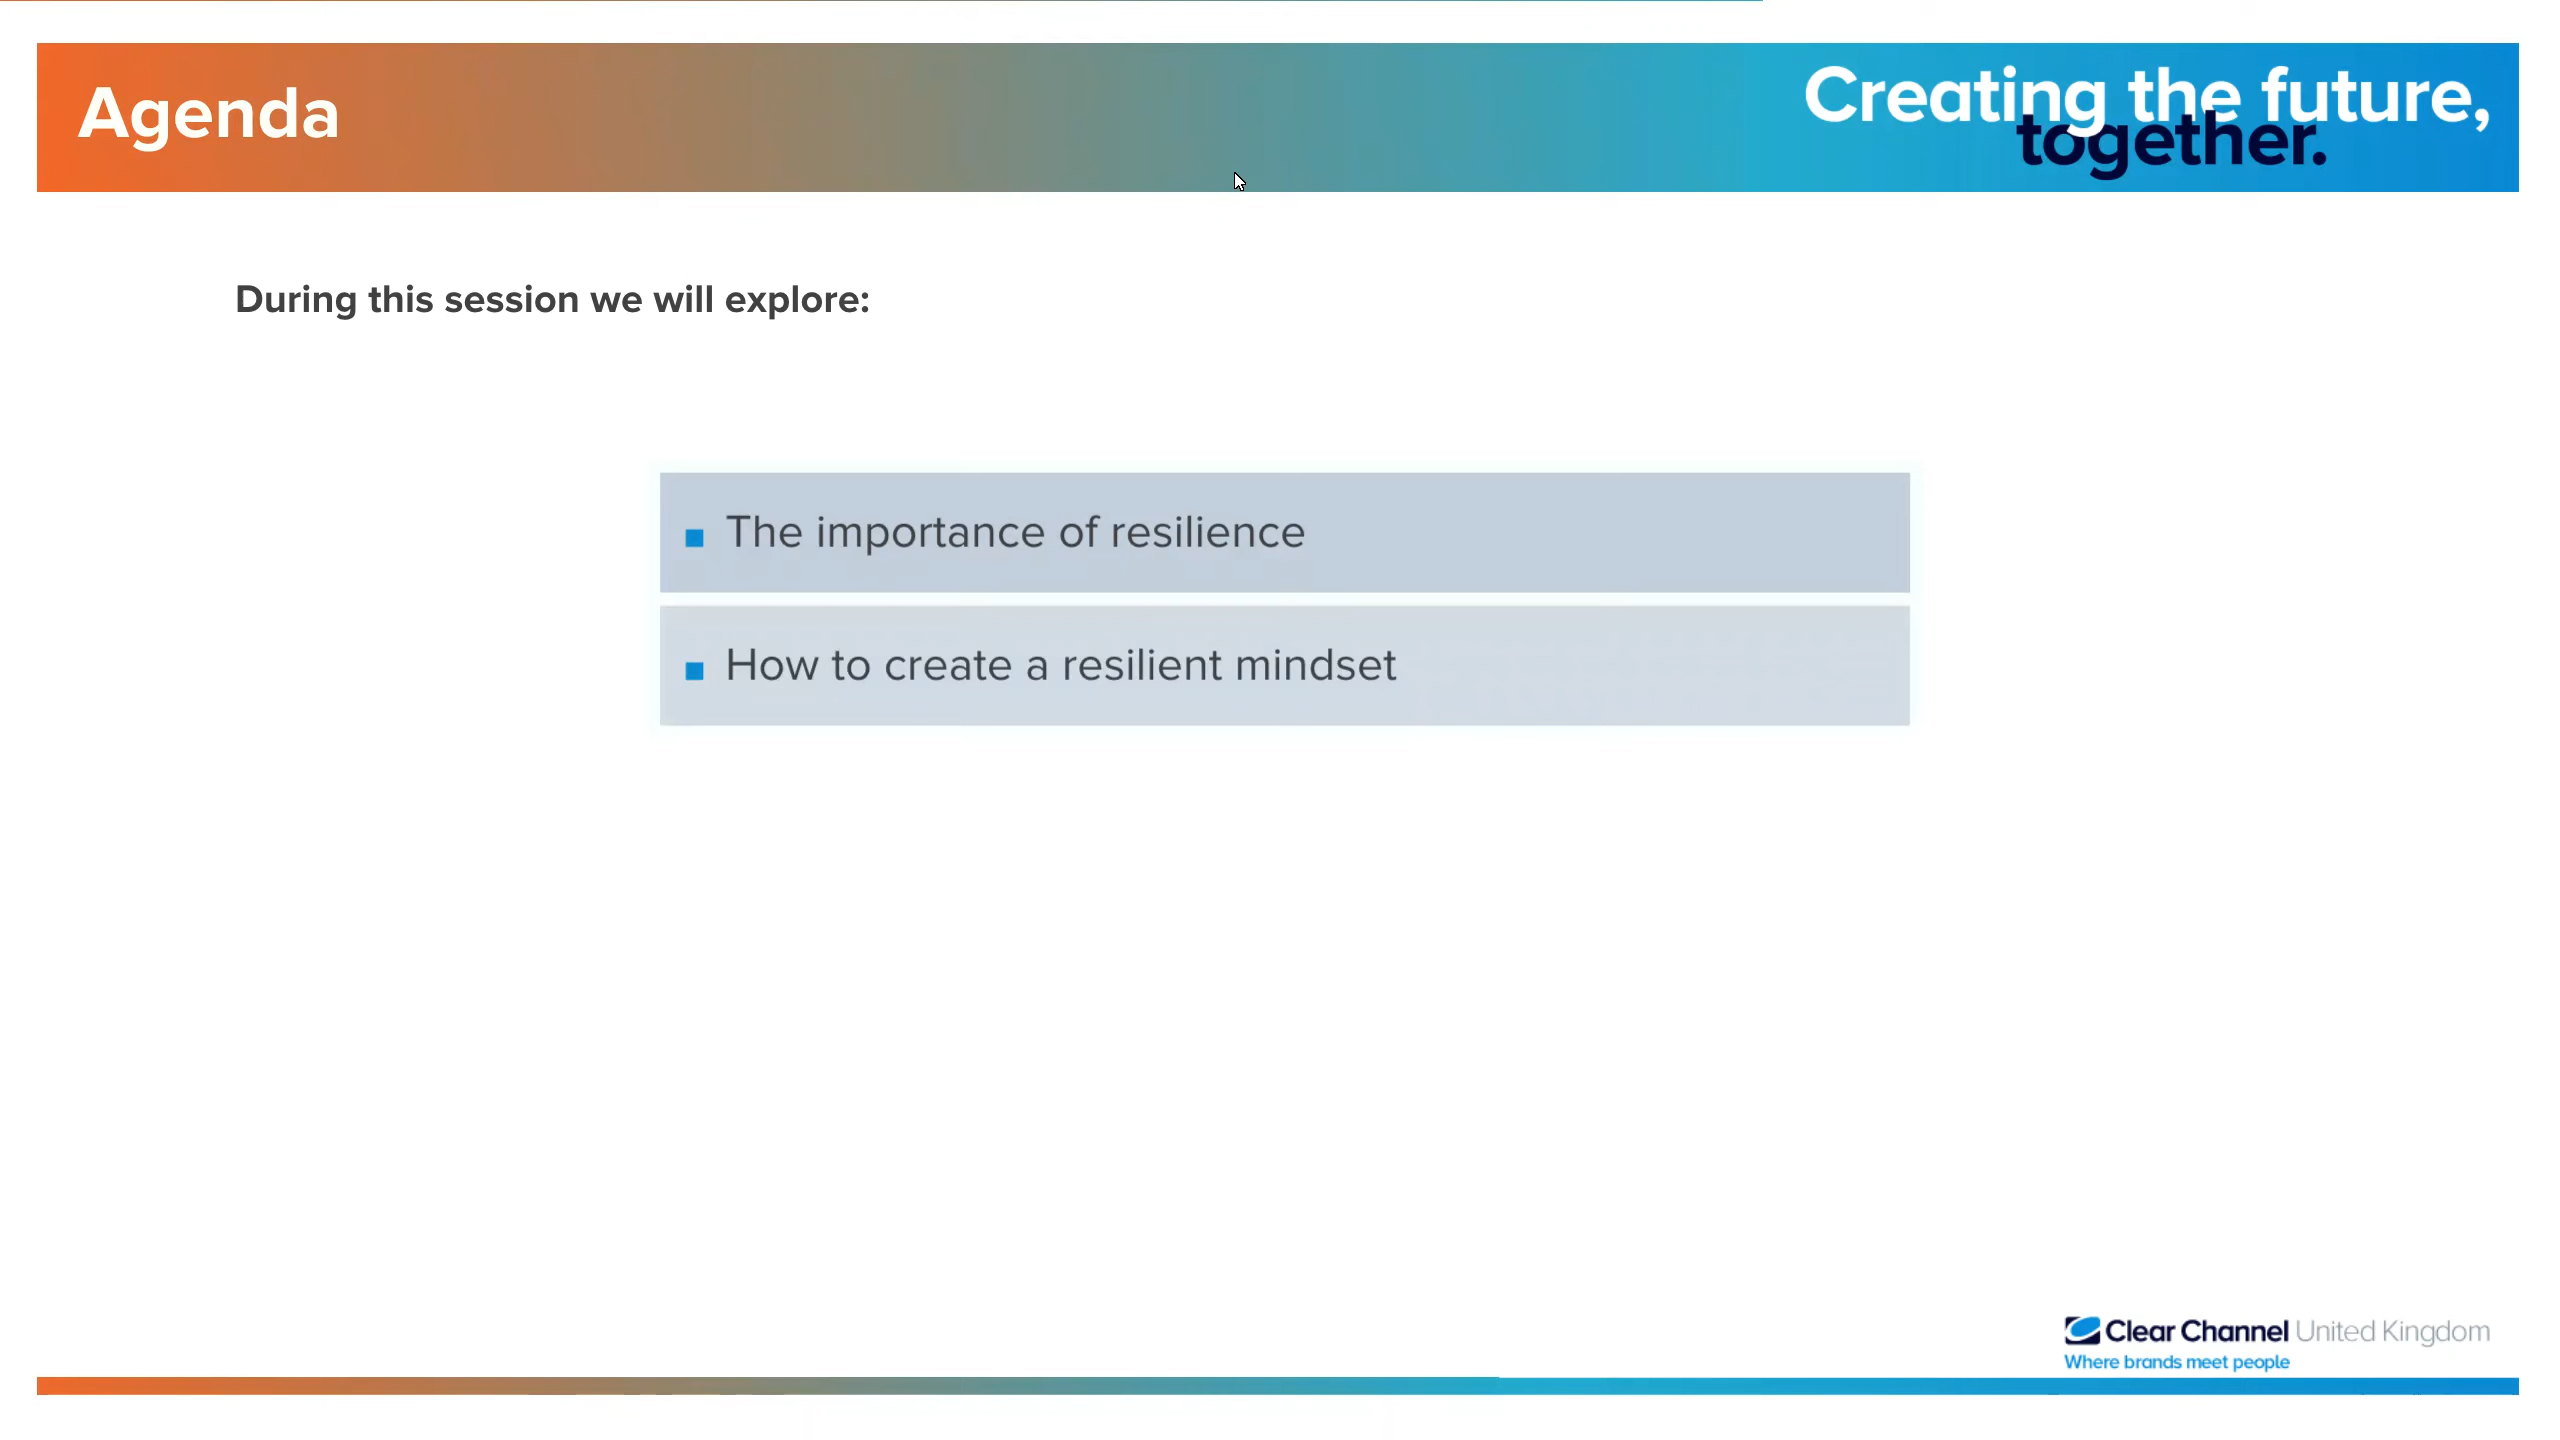 Agenda
Creating the future,
together.
During this session we will explore:
The importance of resilience
How to create a resilient mindset
Clear Channel United Kingdom
Where brands meet people